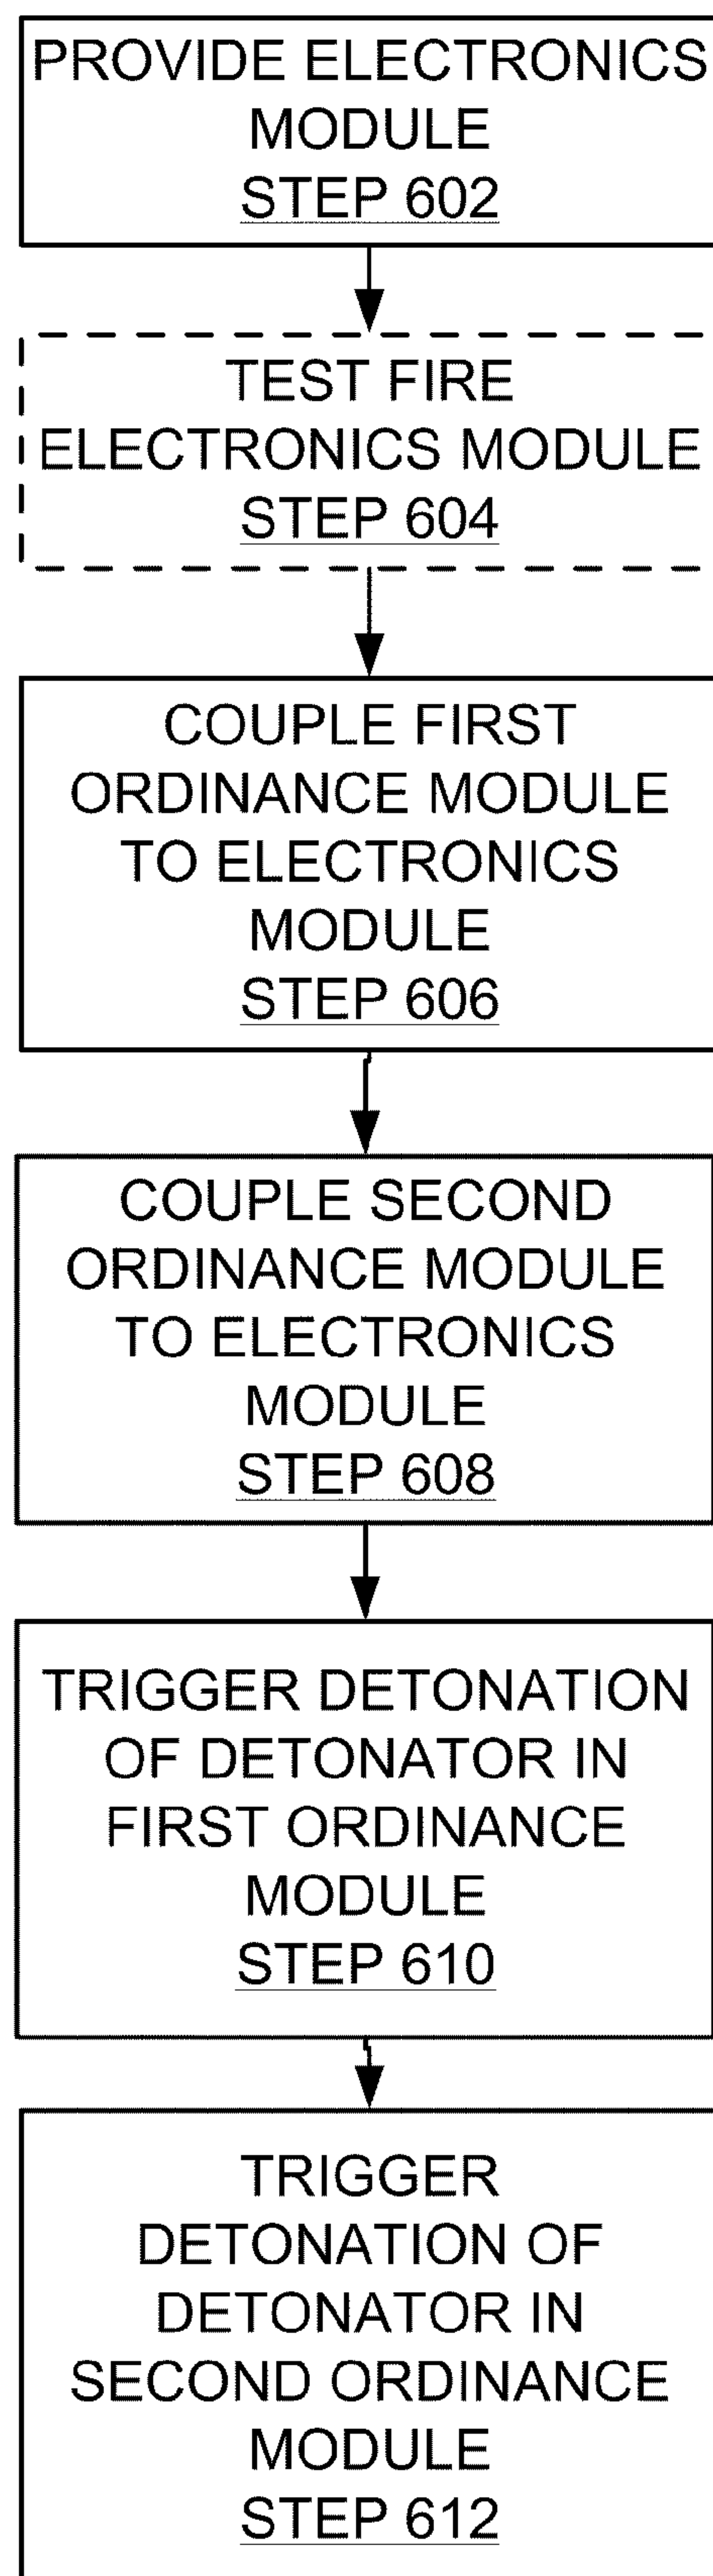 PROVIDE ELECTRONICS
MODULE
STEP 602
TEST FIRE
ELECTRONICS MODULE
STEP 604
COUPLE FIRST
ORDINANCE MODULE
TO ELECTRONICS
MODULE
STEP 606
COUPLE SECOND
ORDINANCE MODULE
TO ELECTRONICS
MODULE
STEP 608
TRIGGER DETONATION
OF DETONATOR IN
FIRST ORDINANCE
MODULE
STEP 610
TRIGGER
DETONATION OF
DETONATOR IN
SECOND ORDINANCE
MODULE
STEP 612